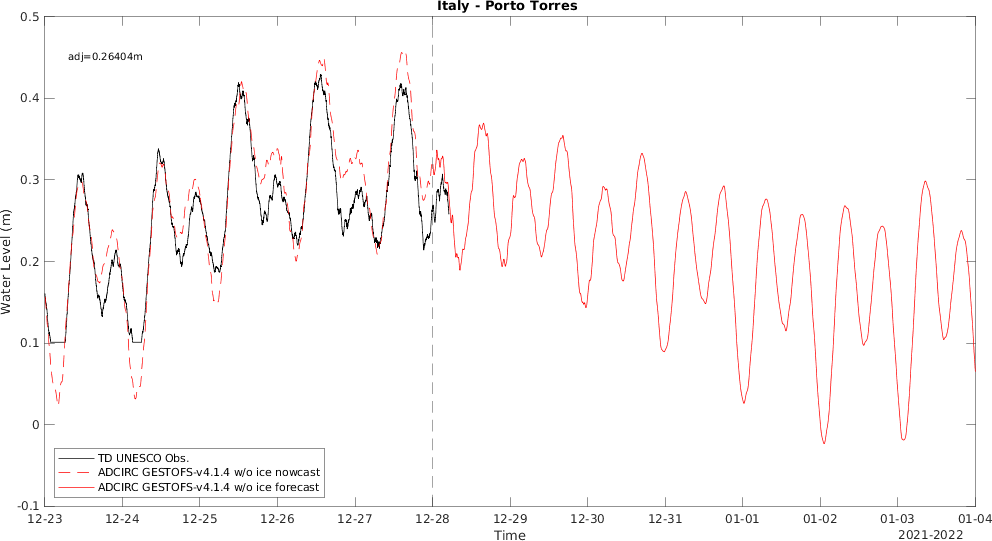 Italy - Porto Torres
adj=0.26404m
Water Level (m)
0.5
0.4
0.3
0.2
0.1
0
-0.1
TD UNESCO Obs.
ADCIRC GESTOFS-v4.1.4 w/o ice nowcast
ADCIRC GESTOFS-v4.1.4 w/o ice forecast
12-23 12-24 12-25 12-26 12-27 12-28 12-29 12-30 12-31 01-01 01-02 01-03 01-04
Time
2021-2022